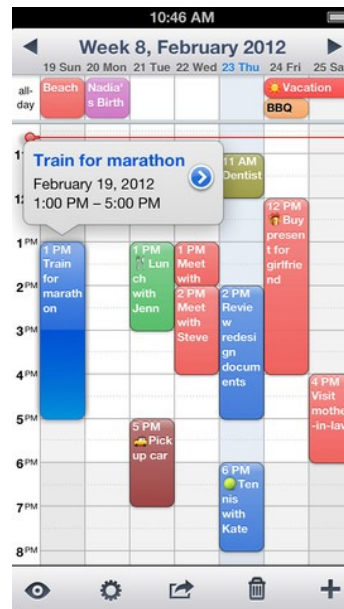 10:46 AM
Week 8, February 2012
19 Sun 20 Mon 21 Tue 22 Wed 23 Thu 24 Fri 25 Sa
all-
day
Beach
Nadia'
s Birth
Vacation
BBQ
Train for marathon
February 19, 2012
1:00 PM – 5:00 PM
11 AM
Dentist
12 PM
Buy
presen
t for
girlfrie
nd
1 PM
2 PM
3 PM
4 PM
5 PM
6 PM
7 PM
8 PM
1 PM
Train
for
marath
on
1 PM
Lun
ch
with
Jenn
1 PM
Meet
with
2 PM
Meet
with
Steve
2 PM
Revie
w
redesi
gn
docum
ents
4 PM
Visit
mothe
-in-law
5 PM
Pick
up car
6 PM
Ten
nis
with
Kate